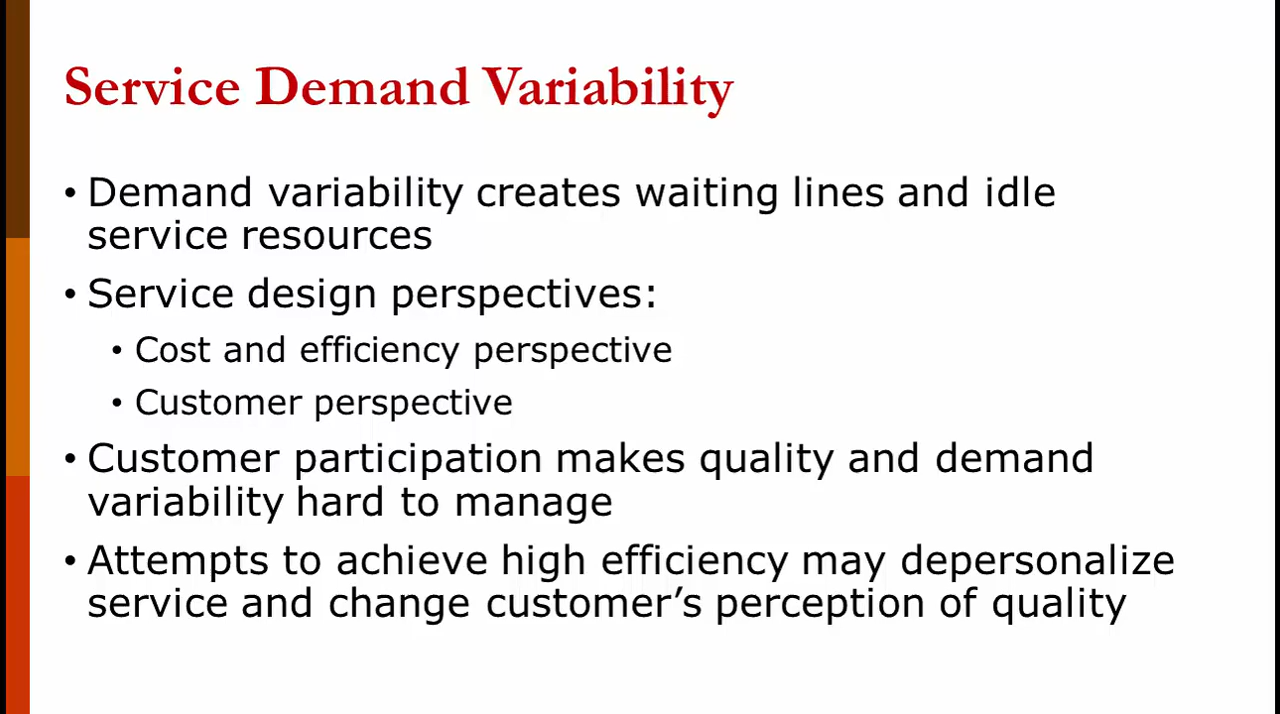 Service Demand Variability
• Demand variability creates waiting lines and idle
service resources
• Service design perspectives:
• Cost and efficiency perspective
• Customer perspective
• Customer participation makes quality and demand
variability hard to manage
• Attempts to achieve high efficiency may depersonalize
service and change customer’s perception of quality